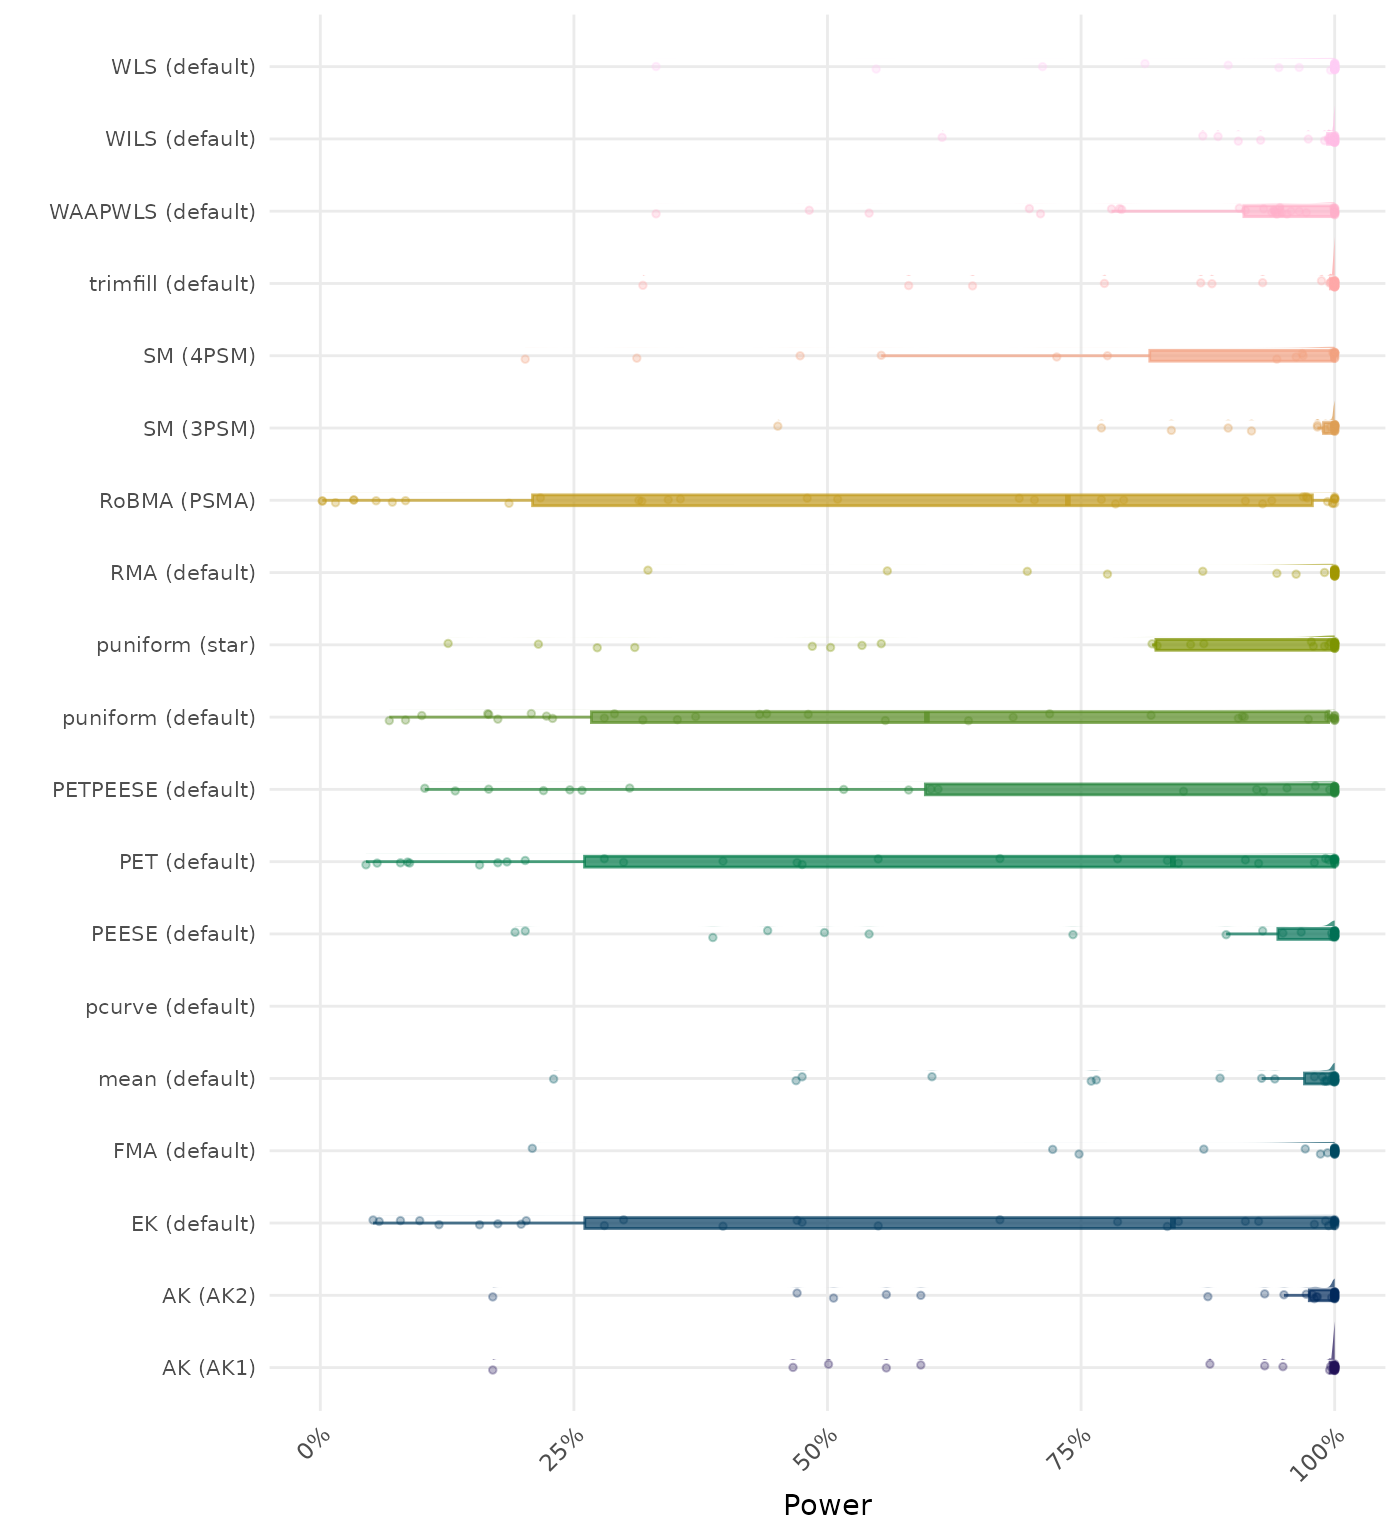 WLS (default)
WILS (default)
WAAPWLS (default)
trimfill (default)
SM (4PSM)
SM (3PSM)
RoBMA (PSMA)
RMA (default)
puniform (star)
puniform (default)
PETPEESE (default)
PET (default)
PEESE (default)
pcurve (default)
mean (default)
FMA (default)
EK (default)
AK (AK2)
AK (AK1)
0%
25%
50%
75%
100%
Power